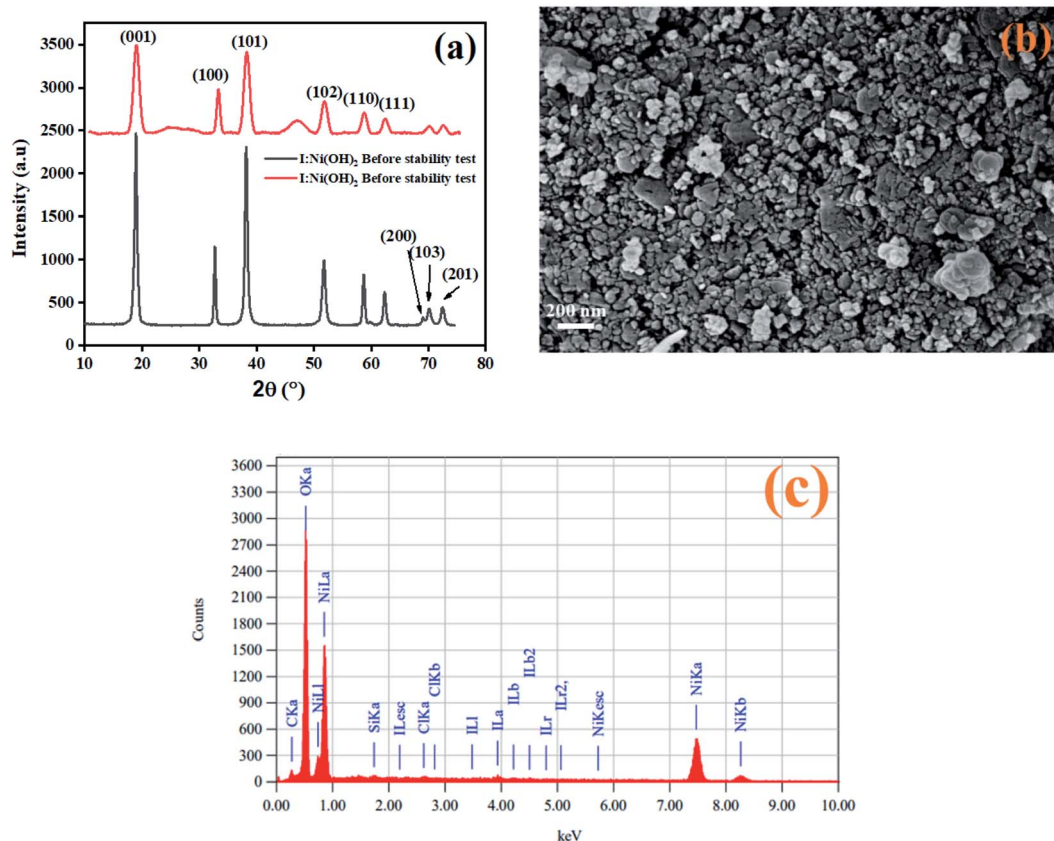 (a)
3500
3000
2500
2000
1500
1000
500
0
Intensity (a.u)
(001)
(100)
(101)
(102)
(110)
(111)
I:Ni(OH)2 Before stability test
I:Ni(OH)2 Before stability test
(200)
(103)
(201)
10 20 30 40 50 60 70 80
2θ (°)
(b)
200 nm
(c)
3600
3300
3000
2700
2400
2100
1800
1500
1200
900
600
300
0
Counts
CKa
OKa
NiLl
NiLa
SiKa
ILesc
ClKa
ClKb
ILl
ILa
ILb
ILb2
ILr
ILr2,
NiKesc
NiKa
NiKb
0.00 1.00 2.00 3.00 4.00 5.00 6.00 7.00 8.00 9.00 10.00
keV